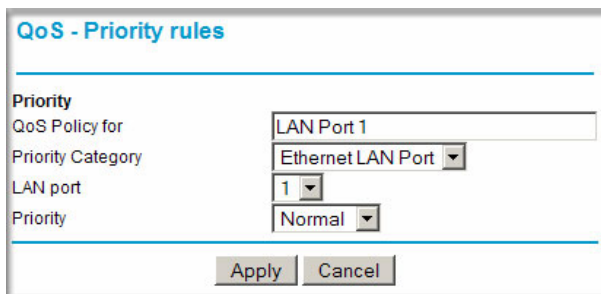 QoS - Priority rules
Priority
QoS Policy for LAN Port 1
Priority Category Ethernet LAN Port
LAN port 1
Priority Normal
Apply Cancel